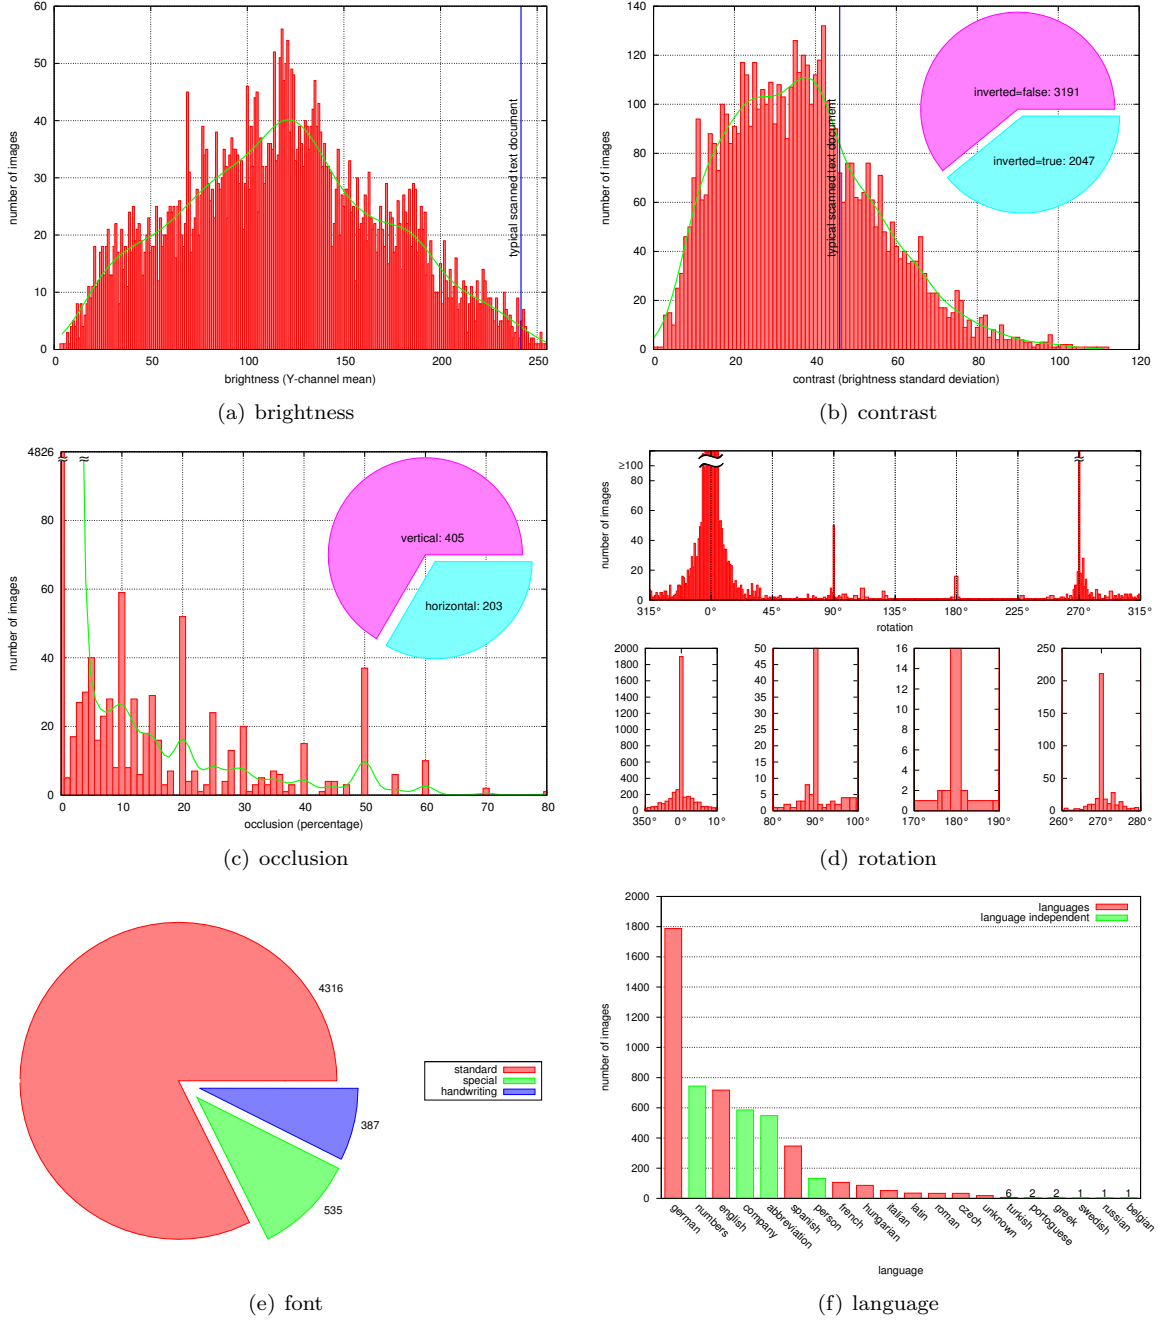 60
50
40
30
20
10
0
0
50
100
150
200
250
number of images
brightness (Y-channel mean)
typical scanned text document
(a) brightness
140
120
100
80
60
40
20
0
0
20
40
60
80
100
120
number of images
contrast (brightness standard deviation)
typical scanned text document
inverted=false: 3191
inverted=true: 2047
(b) contrast
4826
80
60
40
20
0
0
10
20
30
40
50
60
70
80
number of images
occlusion (percentage)
vertical: 405
horizontal: 203
(c) occlusion
≥100
80
60
40
20
0
315°
0°
45°
90°
135°
180°
225°
270°
315°
number of images
rotation
2000
1800
1600
1400
1200
1000
800
600
400
200
0
350°
0°
10°
50
45
40
35
30
25
20
15
10
5
0
80°
90°
100°
16
14
12
10
8
6
4
2
0
170°
180°
190°
250
200
150
100
50
0
260°
270°
280°
(d) rotation
4316
387
535
standard
special
handwriting
(e) font
2000
1800
1600
1400
1200
1000
800
600
400
200
0
number of images
languages
language independent
6
2
2
1
1
1
german
numbers
english
company
abbreviation
spanish
person
french
hungarian
italian
latin
roman
czech
unknown
turkish
portoguese
greek
swedish
russian
belgian
language
(f) language